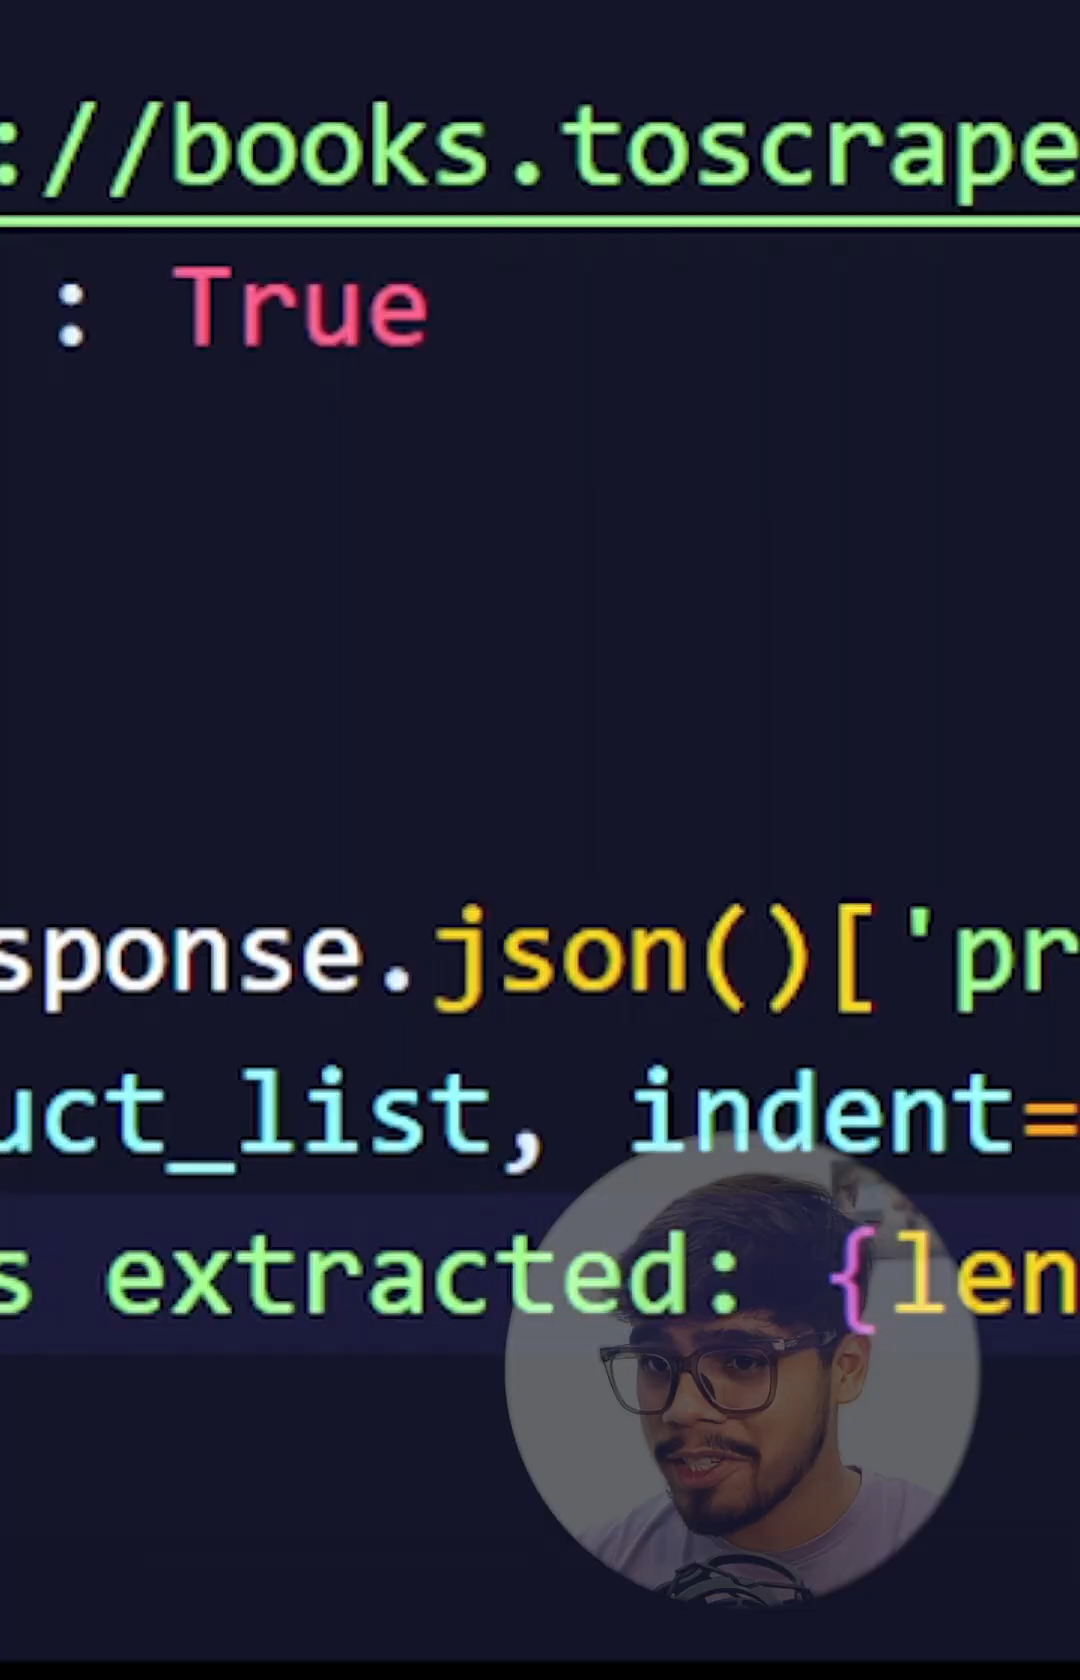 ://books.toscrape
: True
sponse.json()['pr
uct_list, indent=
s extracted: {len